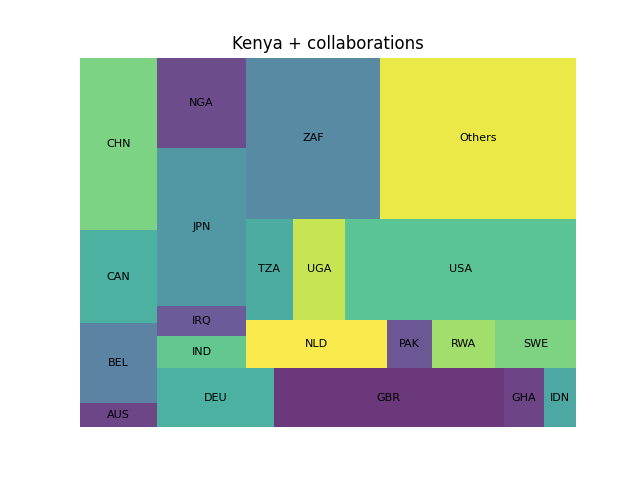 Kenya + collaborations
CHN
NGA
ZAF
Others
JPN
CAN
TZA
UGA
USA
IRQ
IND
NLD
PAK
RWA
SWE
BEL
AUS
DEU
GBR
GHA
IDN